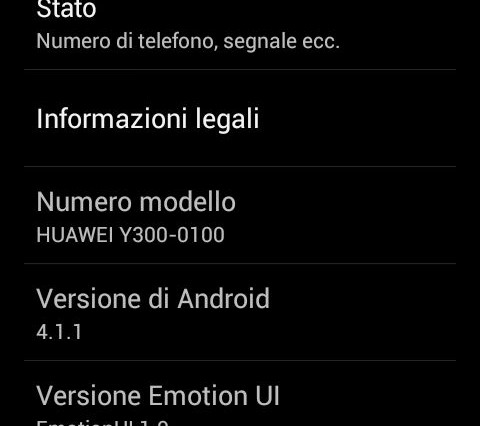 Stato
Numero di telefono, segnale ecc.
Informazioni legali
Numero modello
HUAWEI Y300-0100
Versione di Android
4.1.1
Versione Emotion UI